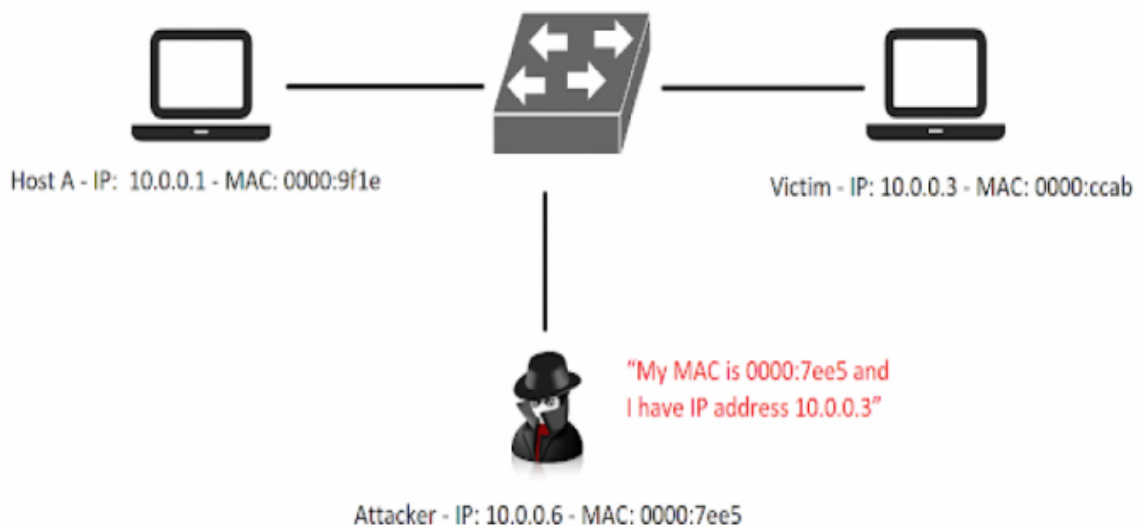 Host A - IP: 10.0.0.1 - MAC: 0000:9f1e
Victim - IP: 10.0.0.3 - MAC: 0000:ccab
“My MAC is 0000:7ee5 and
I have IP address 10.0.0.3”
Attacker - IP: 10.0.0.6 - MAC: 0000:7ee5